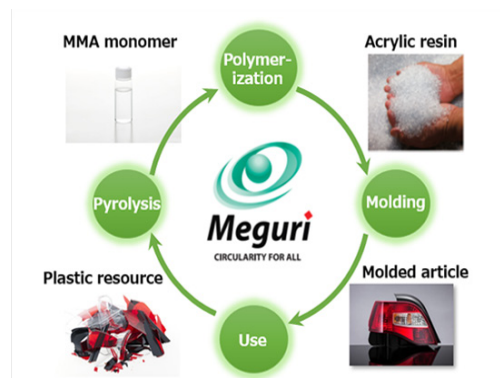 MMA monomer
Polymer-
ization
Acrylic resin
Pyrolysis
Molding
Meguri
CIRCULARITY FOR ALL
Plastic resource
Molded article
Use